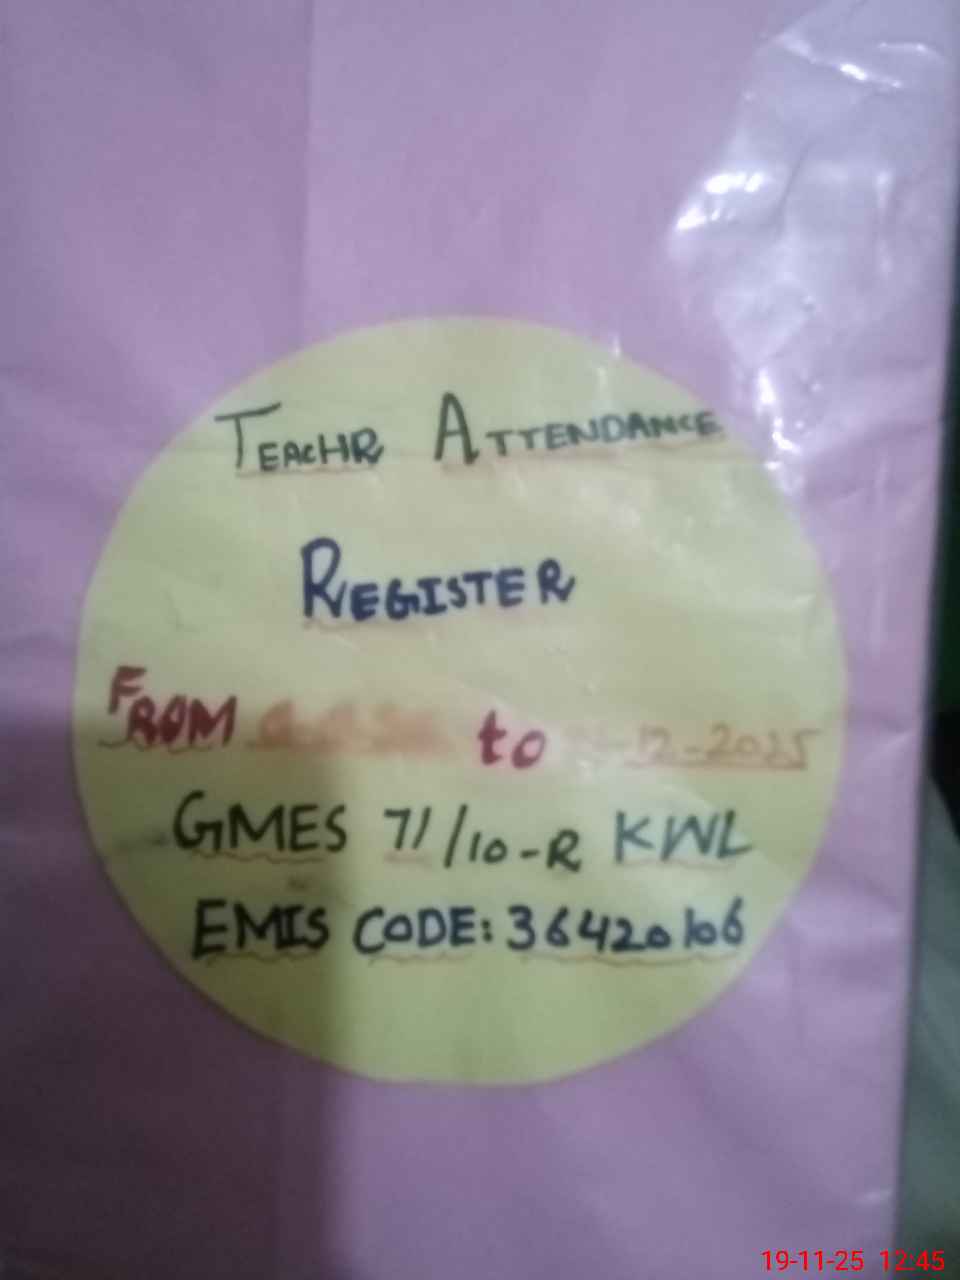 TEACHR ATTENDANCE
REGISTER
FROM to 12-2025
GMES 71/10-R KWL
EMIS CODE: 36420106
19-11-25 12:45